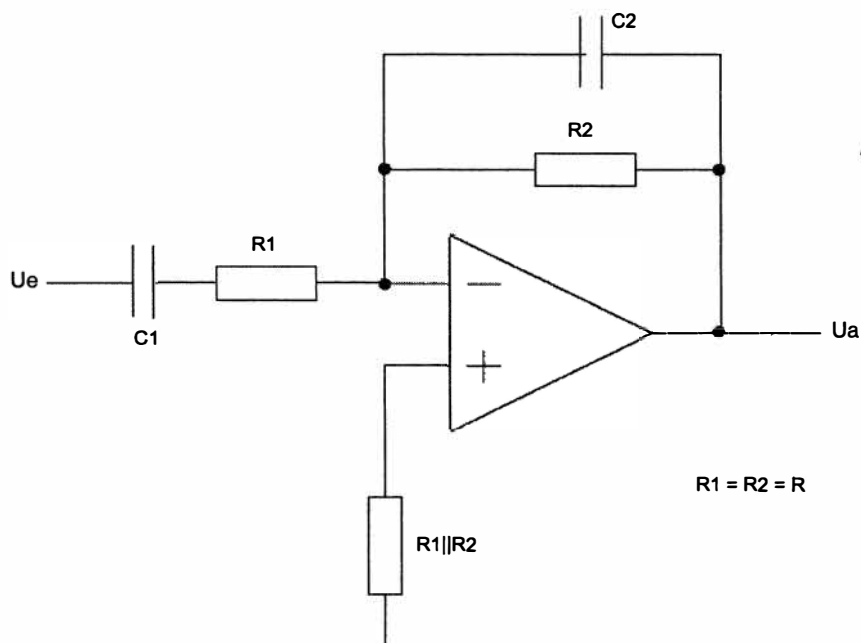 C2
R2
R1
Ue
C1
Ua
R1 = R2 = R
R1||R2